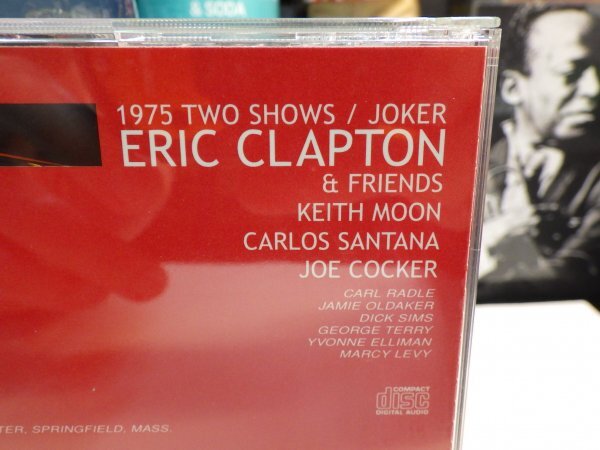 & SODA
1975 TWO SHOWS / JOKER
ERIC CLAPTON
& FRIENDS
KEITH MOON
CARLOS SANTANA
JOE COCKER
CARL RADLE
JAMIE OLDAKER
DICK SIMS
GEORGE TERRY
YVONNE ELLIMAN
MARCY LEVY
COMPACT
disc
DIGITAL AUDIO
TER, SPRINGFIELD, MASS.